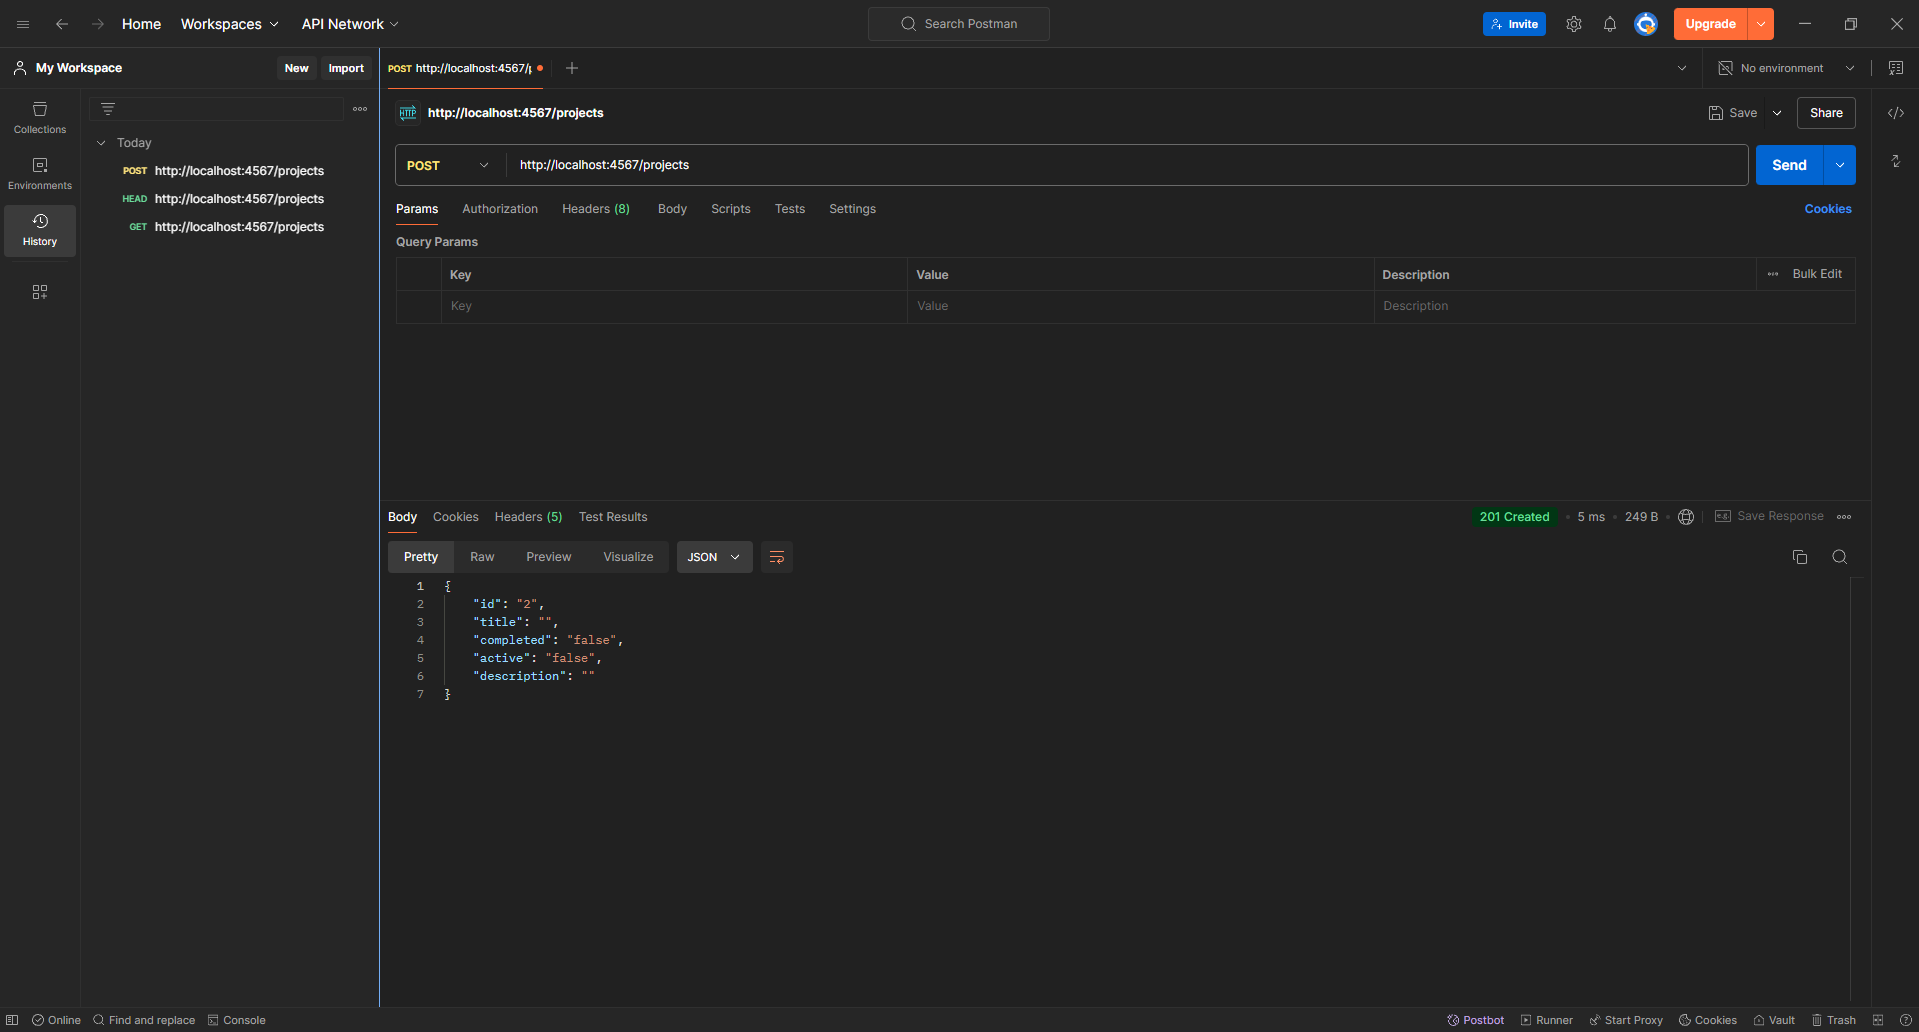 Home Workspaces API Network Search Postman Invite Upgrade
My Workspace New Import POST http://localhost:4567/p No environment
HTTP http://localhost:4567/projects Save Share
Collections
Environments
History
Today
POST http://localhost:4567/projects
HEAD http://localhost:4567/projects
GET http://localhost:4567/projects
POST http://localhost:4567/projects Send
Params Authorization Headers (8) Body Scripts Tests Settings Cookies
Query Params
Key Value Description Bulk Edit
Key Value Description
Body Cookies Headers (5) Test Results 201 Created 5 ms 249 B e.g. Save Response
Pretty Raw Preview Visualize JSON
1 {
2 "id": "2",
3 "title": "",
4 "completed": "false",
5 "active": "false",
6 "description": ""
7 }
Online Find and replace Console Postbot Runner Start Proxy Cookies Vault Trash